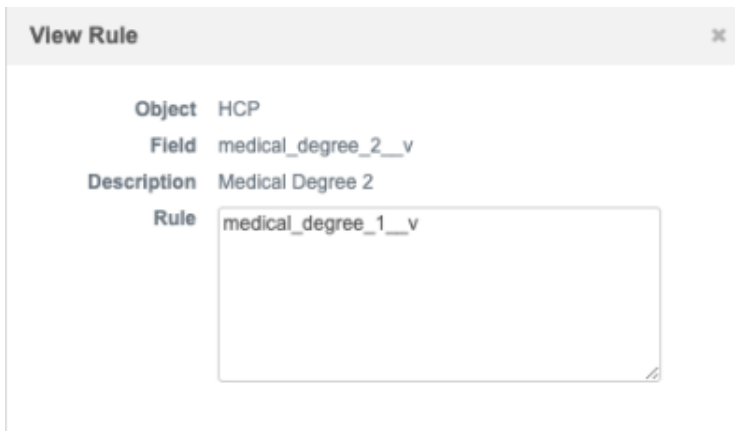 View Rule
Object HCP
Field medical_degree_2__v
Description Medical Degree 2
Rule medical_degree_1__v